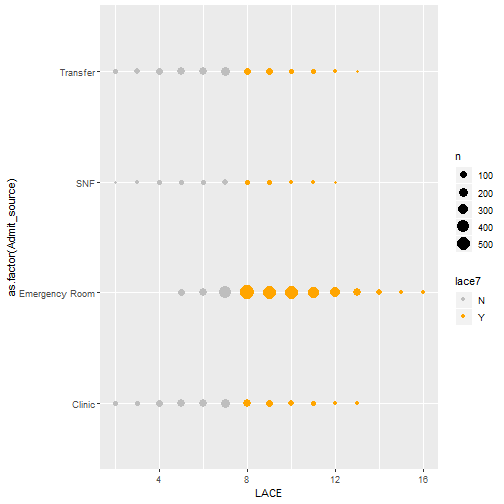 Transfer
SNF
Emergency Room
Clinic
as.factor(Admit_source)
4
8
12
16
LACE
n
100
200
300
400
500
lace7
N
Y